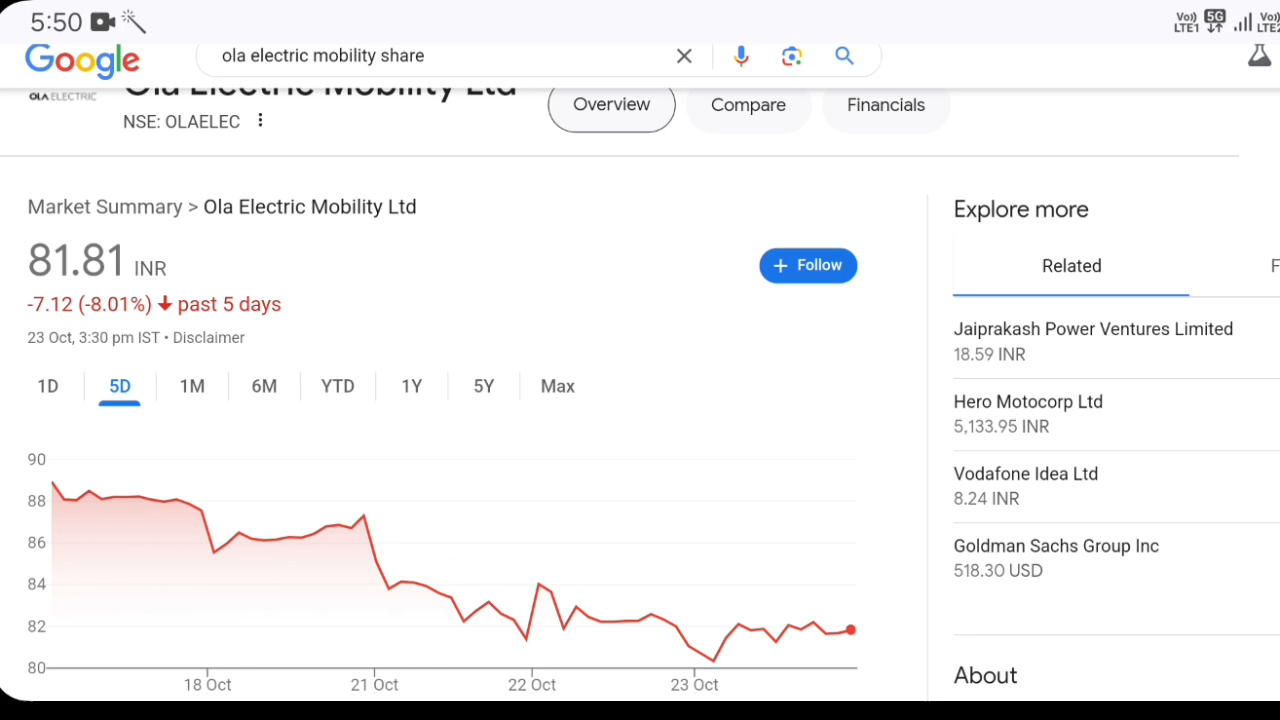 5:50
Vo)) 5G Vo))
LTE1 LTE2
Google
ola electric mobility share
OLA ELECTRIC
Ola Electric Mobility Ltd
NSE: OLAELEC
Overview
Compare
Financials
Market Summary > Ola Electric Mobility Ltd
81.81 INR
+ Follow
-7.12 (-8.01%) ↓ past 5 days
23 Oct, 3:30 pm IST • Disclaimer
1D 5D 1M 6M YTD 1Y 5Y Max
90
88
86
84
82
80
18 Oct 21 Oct 22 Oct 23 Oct
Explore more
Related F
Jaiprakash Power Ventures Limited
18.59 INR
Hero Motocorp Ltd
5,133.95 INR
Vodafone Idea Ltd
8.24 INR
Goldman Sachs Group Inc
518.30 USD
About